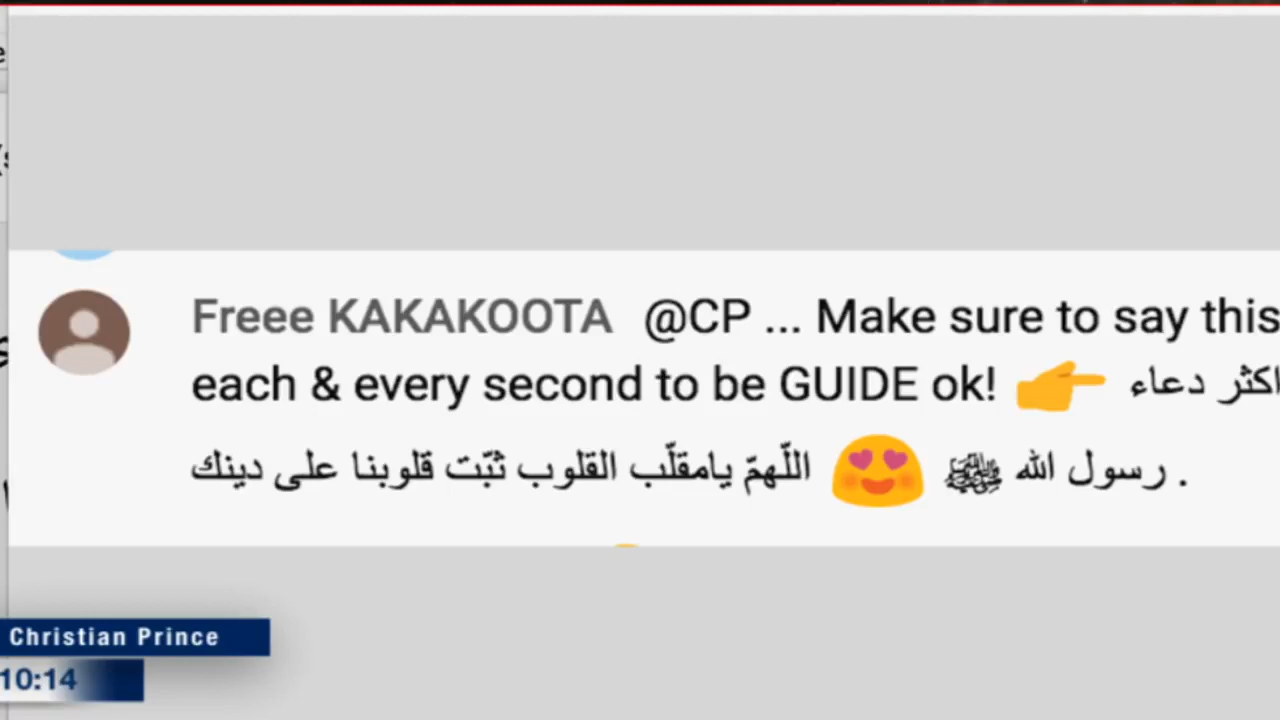 Freee KAKAKOOTA @CP ... Make sure to say this
each & every second to be GUIDE ok! 👉 اكثر دعاء
رسول الله ﷺ 😍 اللّهمّ يامقلّب القلوب ثبّت قلوبنا على دينك .
Christian Prince
10:14